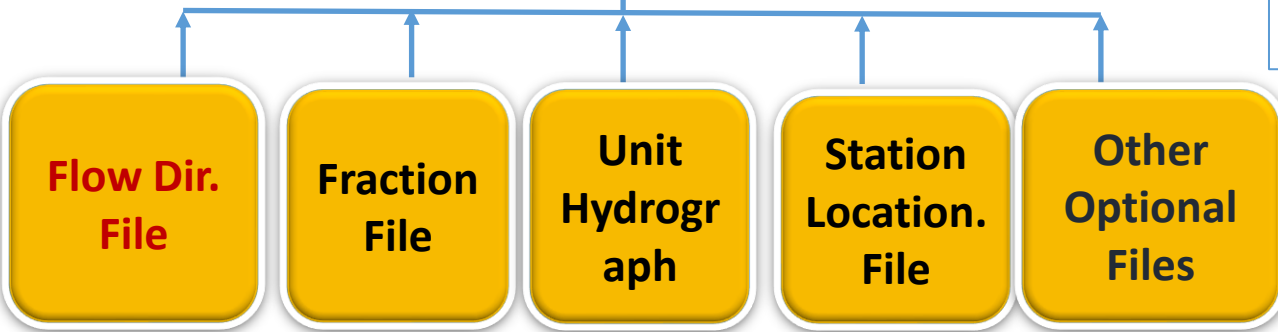 Flow Dir.
File
Fraction
File
Unit
Hydrogr
aph
Station
Location.
File
Other
Optional
Files